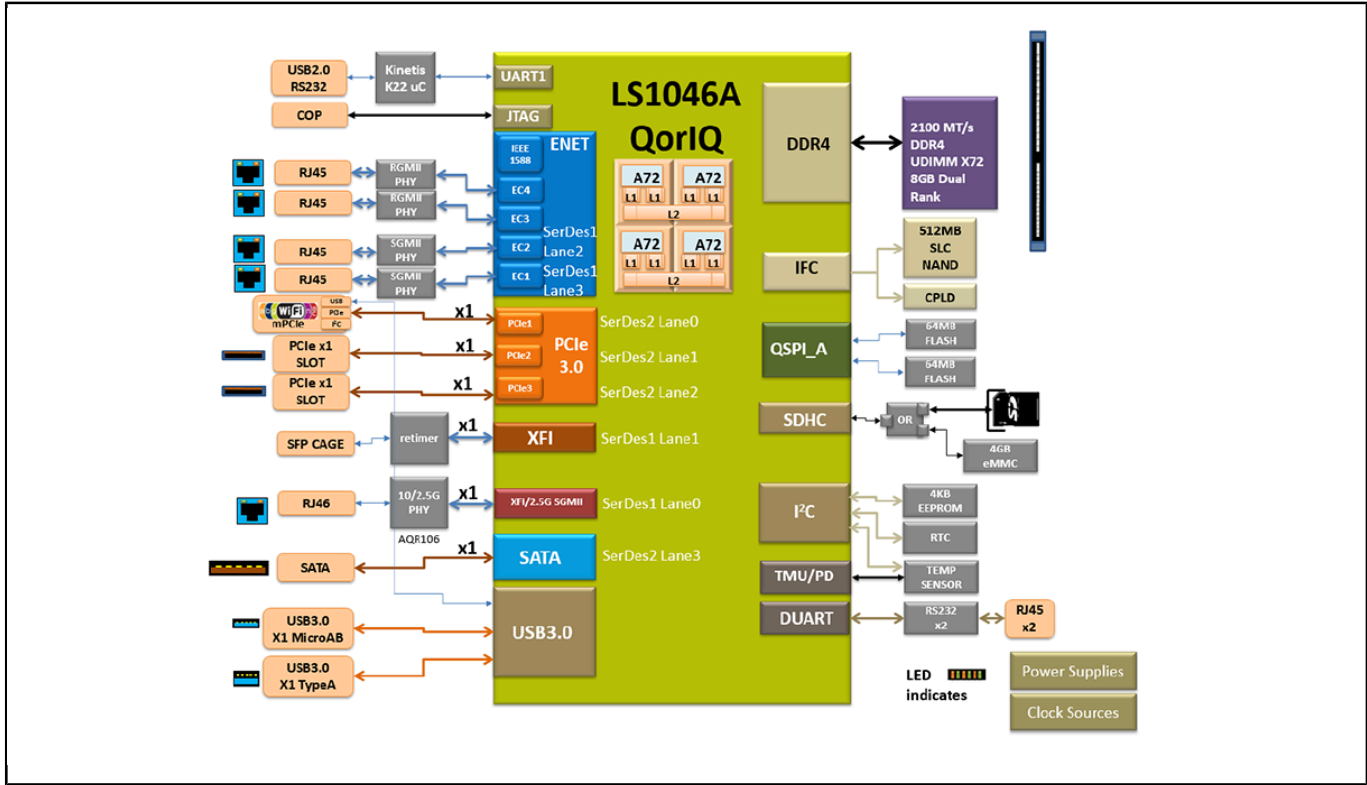 LS1046A
QorIQ
A72
A72
L1
L1
L1
L1
L2
A72
A72
L1
L1
L1
L1
L2
USB2.0
RS232
Kinetis
K22 uC
UART1
COP
JTAG
ENET
IEEE
1588
RJ45
RGMII
PHY
EC4
RJ45
RGMII
PHY
EC3
RJ45
SGMII
PHY
EC2
SerDes1
Lane2
RJ45
SGMII
PHY
EC1
SerDes1
Lane3
WiFi
mPCIe
USB
PCIe
I²C
x1
PCIe1
SerDes2 Lane0
PCIe x1
SLOT
x1
PCIe2
PCIe
3.0
SerDes2 Lane1
PCIe x1
SLOT
x1
PCIe3
SerDes2 Lane2
SFP CAGE
retimer
x1
XFI
SerDes1 Lane1
RJ46
10/2.5G
PHY
AQR106
x1
XFI/2.5G SGMII
SerDes1 Lane0
SATA
x1
SATA
SerDes2 Lane3
USB3.0
X1 MicroAB
USB3.0
X1 TypeA
USB3.0
DDR4
2100 MT/s
DDR4
UDIMM X72
8GB Dual
Rank
IFC
512MB
SLC
NAND
CPLD
QSPI_A
64MB
FLASH
64MB
FLASH
SDHC
OR
4GB
eMMC
I²C
4KB
EEPROM
RTC
TMU/PD
TEMP
SENSOR
DUART
RS232
x2
RJ45
x2
LED
indicates
Power Supplies
Clock Sources